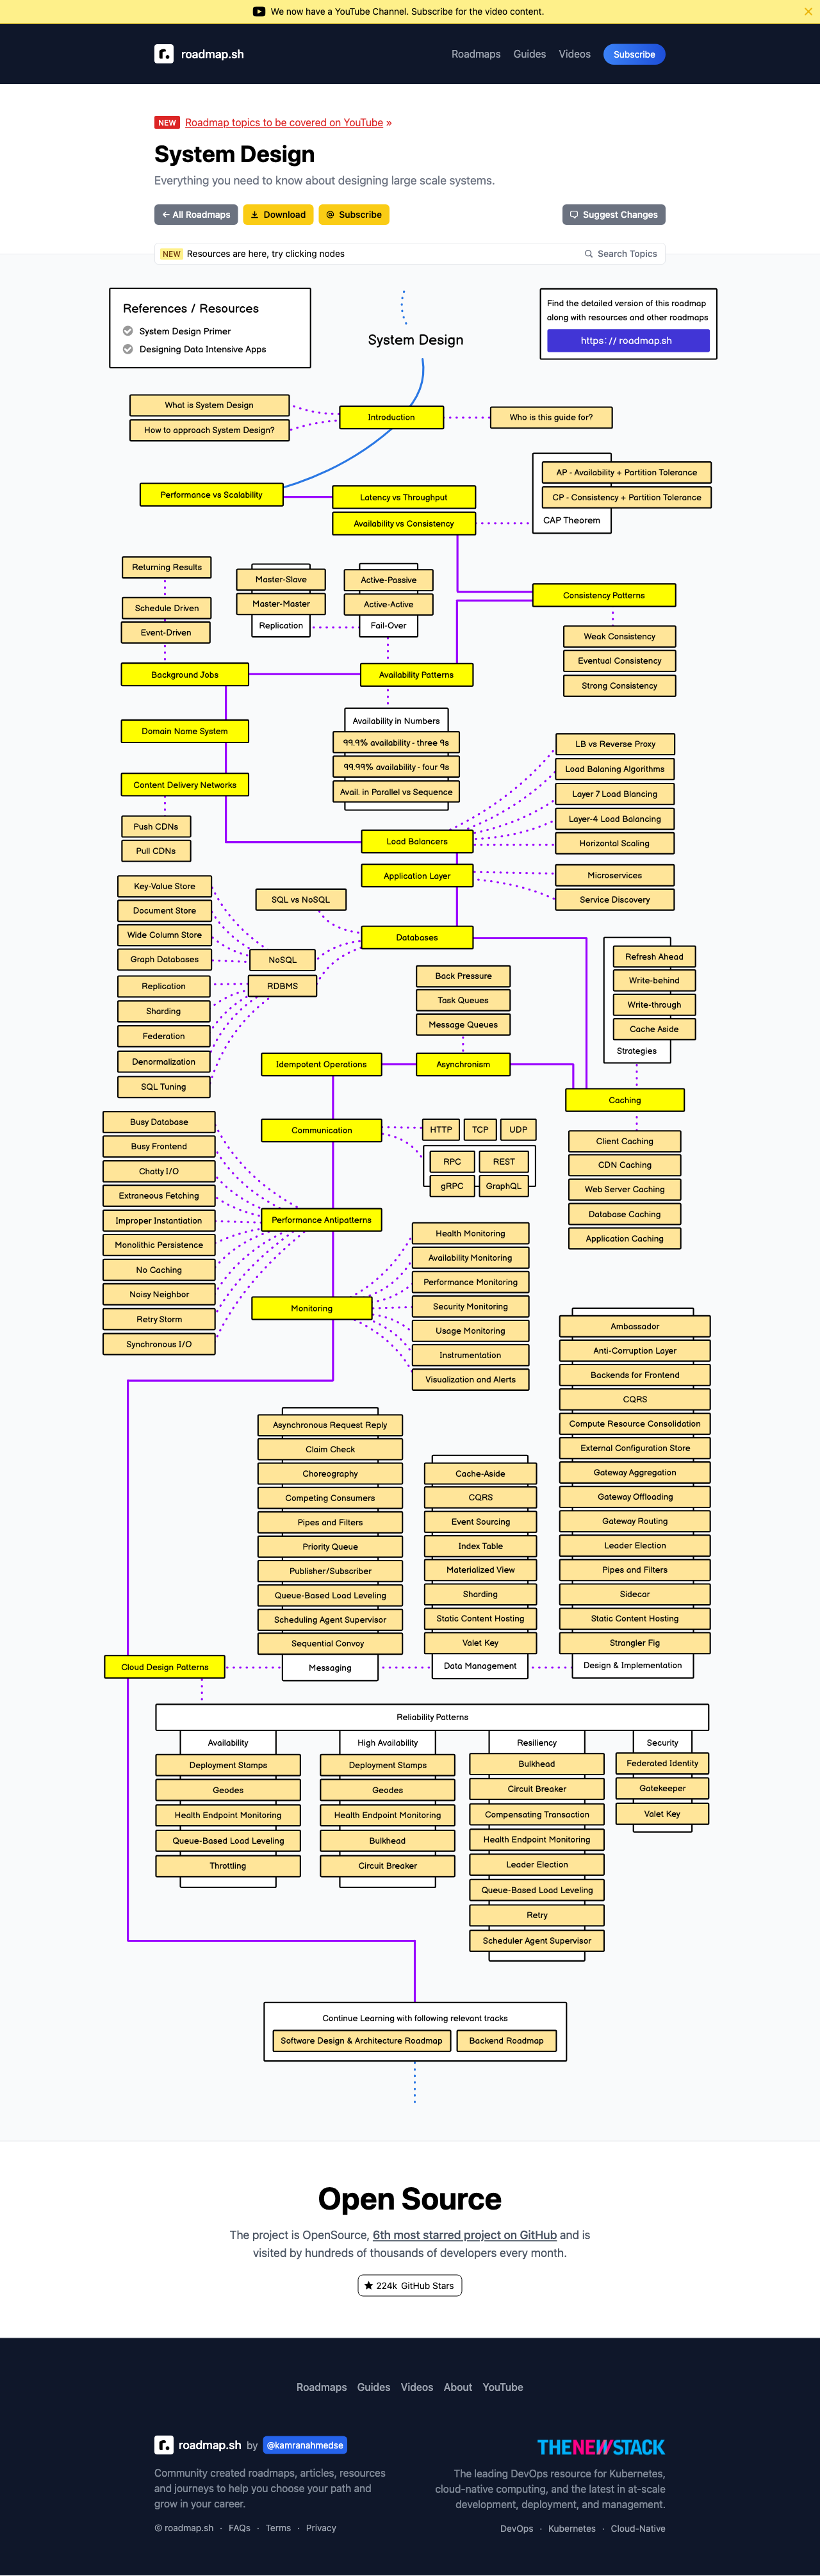 We now have a YouTube Channel. Subscribe for the video content.
roadmap.sh
Roadmaps Guides Videos Subscribe
NEW Roadmap topics to be covered on YouTube »
System Design
Everything you need to know about designing large scale systems.
← All Roadmaps Download Subscribe Suggest Changes
NEW Resources are here, try clicking nodes Search Topics
References / Resources
System Design Primer
Designing Data Intensive Apps
System Design
Find the detailed version of this roadmap
along with resources and other roadmaps
https: // roadmap.sh
What is System Design
How to approach System Design?
Introduction
Who is this guide for?
Performance vs Scalability
Latency vs Throughput
Availability vs Consistency
AP - Availability + Partition Tolerance
CP - Consistency + Partition Tolerance
CAP Theorem
Returning Results
Schedule Driven
Event-Driven
Master-Slave
Master-Master
Replication
Active-Passive
Active-Active
Fail-Over
Consistency Patterns
Weak Consistency
Eventual Consistency
Strong Consistency
Background Jobs
Availability Patterns
Domain Name System
Content Delivery Networks
Push CDNs
Pull CDNs
Availability in Numbers
99.9% availability - three 9s
99.99% availability - four 9s
Avail. in Parallel vs Sequence
Load Balancers
LB vs Reverse Proxy
Load Balaning Algorithms
Layer 7 Load Blancing
Layer-4 Load Balancing
Horizontal Scaling
Application Layer
Microservices
Service Discovery
Key-Value Store
Document Store
Wide Column Store
Graph Databases
Replication
Sharding
Federation
Denormalization
SQL Tuning
SQL vs NoSQL
NoSQL
RDBMS
Databases
Back Pressure
Task Queues
Message Queues
Refresh Ahead
Write-behind
Write-through
Cache Aside
Strategies
Idempotent Operations
Asynchronism
Caching
Client Caching
CDN Caching
Web Server Caching
Database Caching
Application Caching
Communication
HTTP TCP UDP
RPC REST
gRPC GraphQL
Busy Database
Busy Frontend
Chatty I/O
Extraneous Fetching
Improper Instantiation
Monolithic Persistence
No Caching
Noisy Neighbor
Retry Storm
Synchronous I/O
Performance Antipatterns
Monitoring
Health Monitoring
Availability Monitoring
Performance Monitoring
Security Monitoring
Usage Monitoring
Instrumentation
Visualization and Alerts
Asynchronous Request Reply
Claim Check
Choreography
Competing Consumers
Pipes and Filters
Priority Queue
Publisher/Subscriber
Queue-Based Load Leveling
Scheduling Agent Supervisor
Sequential Convoy
Messaging
Cache-Aside
CQRS
Event Sourcing
Index Table
Materialized View
Sharding
Static Content Hosting
Valet Key
Data Management
Ambassador
Anti-Corruption Layer
Backends for Frontend
CQRS
Compute Resource Consolidation
External Configuration Store
Gateway Aggregation
Gateway Offloading
Gateway Routing
Leader Election
Pipes and Filters
Sidecar
Static Content Hosting
Strangler Fig
Design & Implementation
Cloud Design Patterns
Reliability Patterns
Availability
Deployment Stamps
Geodes
Health Endpoint Monitoring
Queue-Based Load Leveling
Throttling
High Availability
Deployment Stamps
Geodes
Health Endpoint Monitoring
Bulkhead
Circuit Breaker
Resiliency
Bulkhead
Circuit Breaker
Compensating Transaction
Health Endpoint Monitoring
Leader Election
Queue-Based Load Leveling
Retry
Scheduler Agent Supervisor
Security
Federated Identity
Gatekeeper
Valet Key
Continue Learning with following relevant tracks
Software Design & Architecture Roadmap
Backend Roadmap
Open Source
The project is OpenSource, 6th most starred project on GitHub and is
visited by hundreds of thousands of developers every month.
★ 224k GitHub Stars
Roadmaps Guides Videos About YouTube
roadmap.sh by @kamranahmedse
Community created roadmaps, articles, resources
and journeys to help you choose your path and
grow in your career.
© roadmap.sh · FAQs · Terms · Privacy
THENEWSTACK
The leading DevOps resource for Kubernetes,
cloud-native computing, and the latest in at-scale
development, deployment, and management.
DevOps · Kubernetes · Cloud-Native